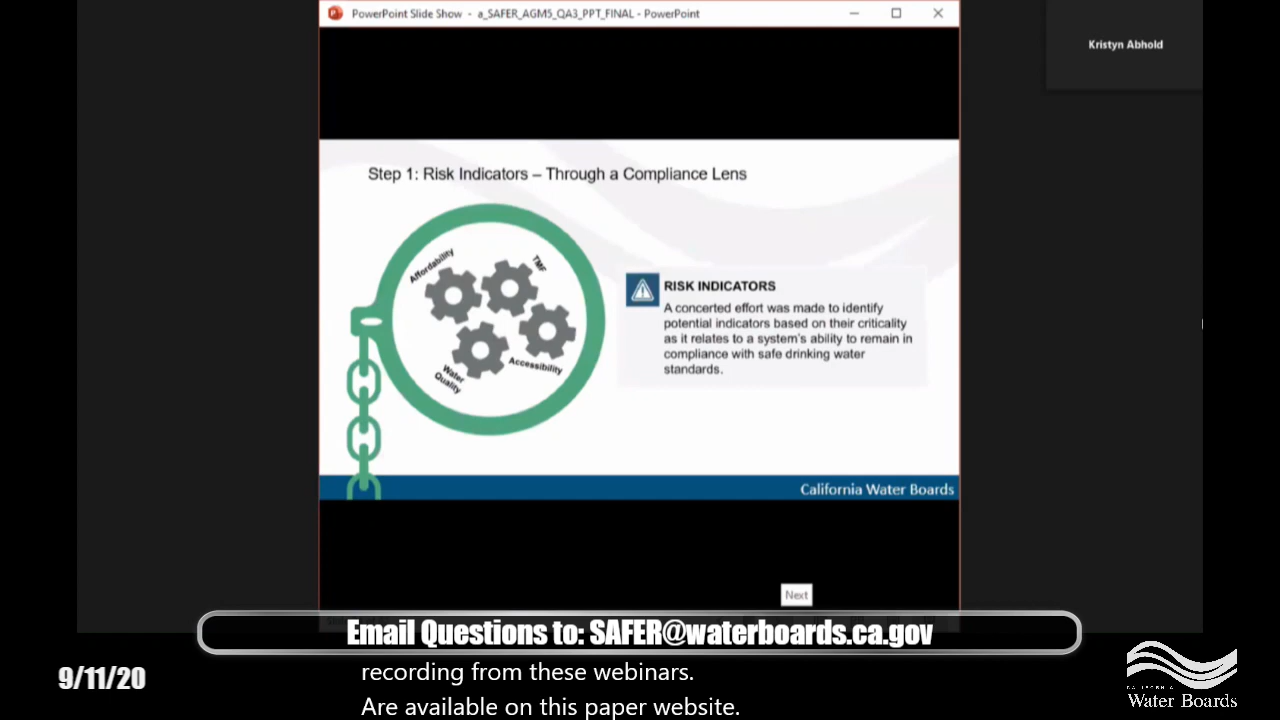 PowerPoint Slide Show - a_SAFER_AGM5_QA3_PPT_FINAL - PowerPoint
Kristyn Abhold
Step 1: Risk Indicators – Through a Compliance Lens
Affordability
TMF
Accessibility
Water
Quality
RISK INDICATORS
A concerted effort was made to identify
potential indicators based on their criticality
as it relates to a system's ability to remain in
compliance with safe drinking water
standards.
California Water Boards
Next
Email Questions to: SAFER@waterboards.ca.gov
recording from these webinars.
Are available on this paper website.
9/11/20
CALIFORNIA
Water Boards